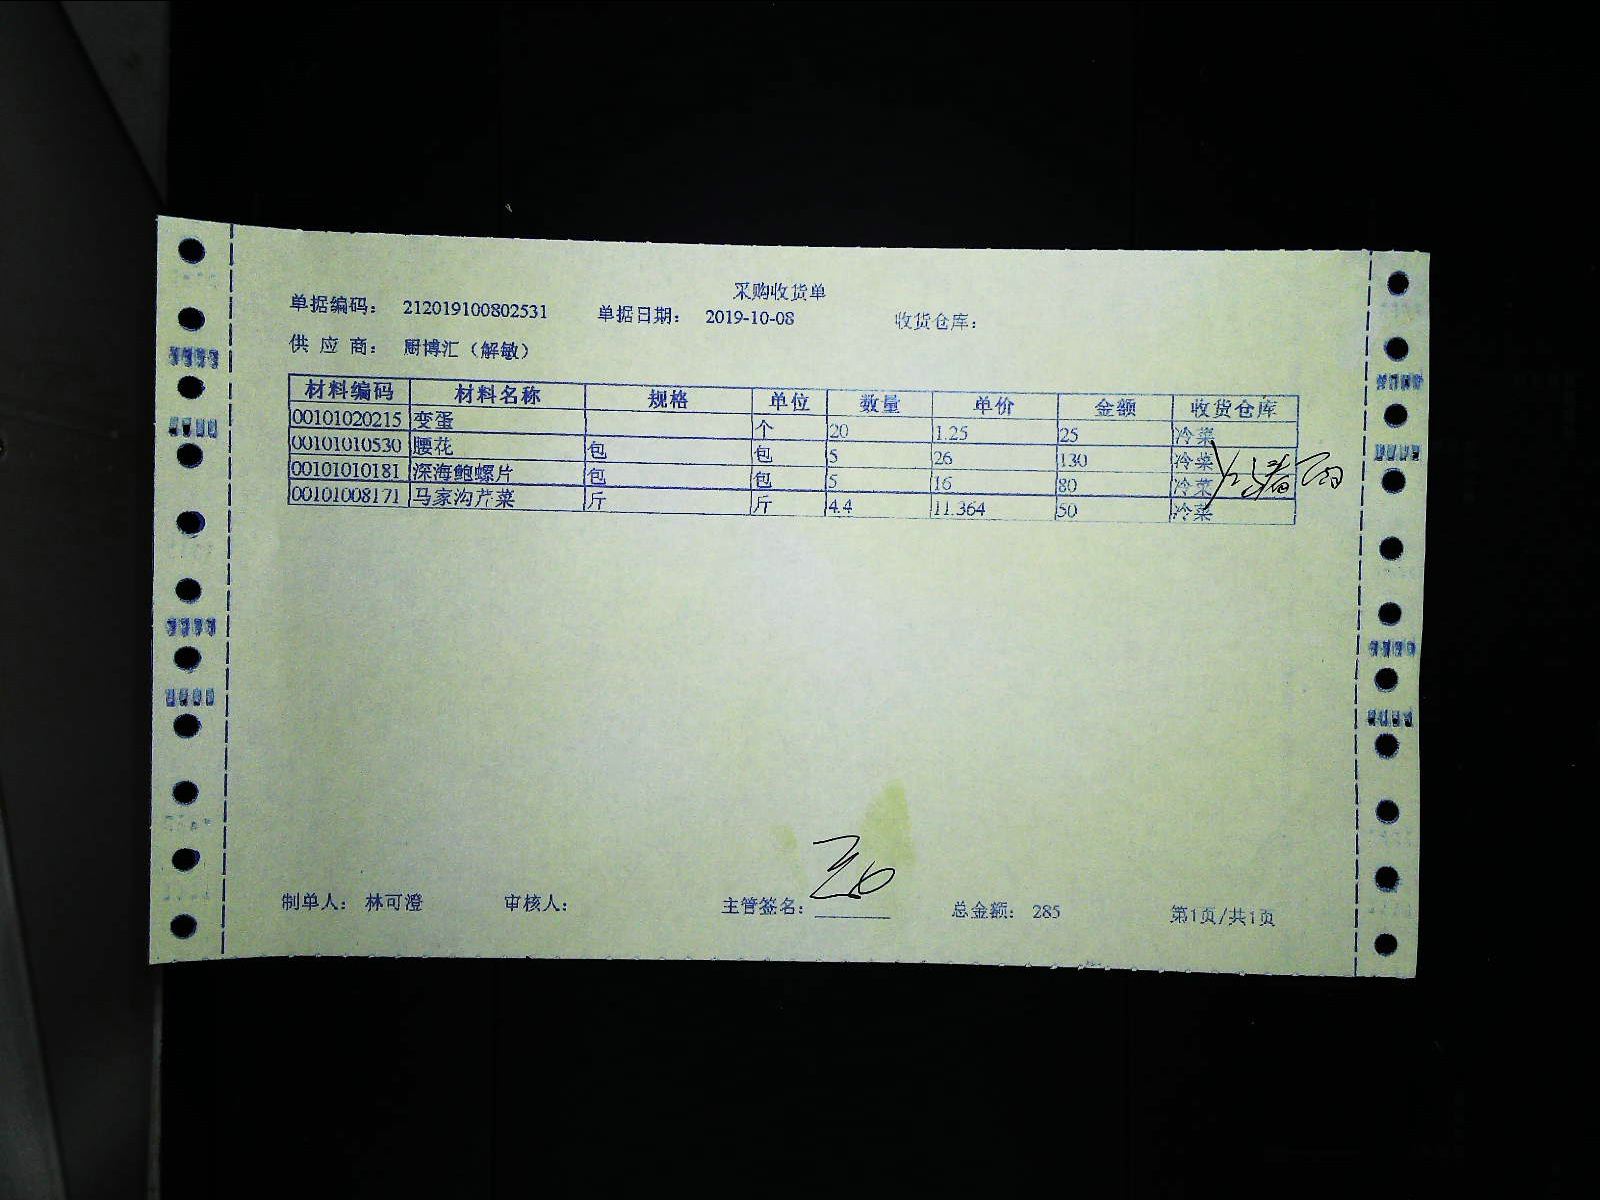 采购收货单
单据编码： 212019100802531 单据日期： 2019-10-08 收货仓库：
供 应 商： 厨博汇（解敏）
材料编码 材料名称 规格 单位 数量 单价 金额 收货仓库
00101020215 变蛋 个 20 1.25 25 冷菜
00101010530 腰花 包 包 5 26 130 冷菜
00101010181 深海鲍螺片 包 包 5 16 80 冷菜
00101008171 马家沟芹菜 斤 斤 4.4 11.364 50 冷菜
制单人： 林可澄 审核人： 主管签名： 总金额： 285 第1页/共1页